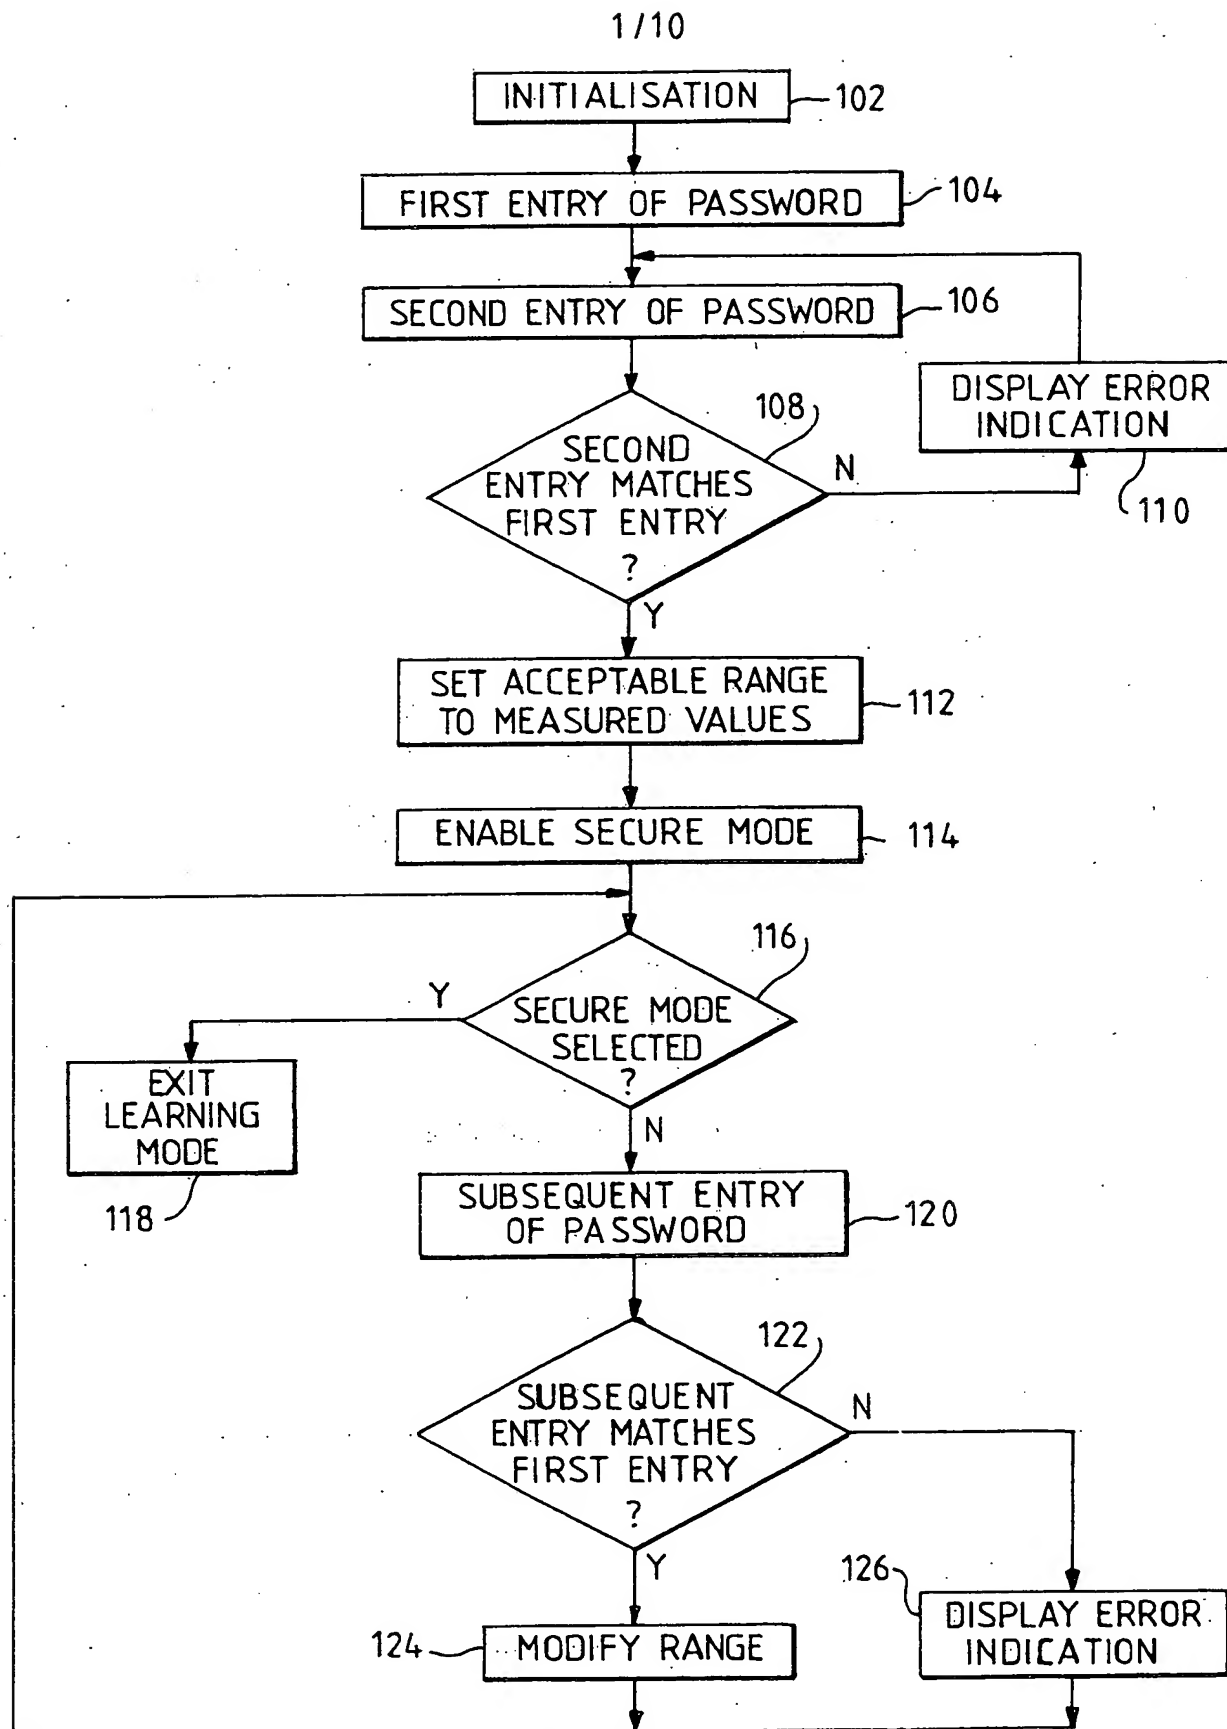 1/10
INITIALISATION
102
FIRST ENTRY OF PASSWORD
104
SECOND ENTRY OF PASSWORD
106
DISPLAY ERROR
INDICATION
110
108
SECOND
ENTRY MATCHES
FIRST ENTRY
?
N
Y
SET ACCEPTABLE RANGE
TO MEASURED VALUES
112
ENABLE SECURE MODE
114
116
SECURE MODE
SELECTED
?
Y
N
EXIT
LEARNING
MODE
118
SUBSEQUENT ENTRY
OF PASSWORD
120
122
SUBSEQUENT
ENTRY MATCHES
FIRST ENTRY
?
N
Y
124
MODIFY RANGE
126
DISPLAY ERROR
INDICATION